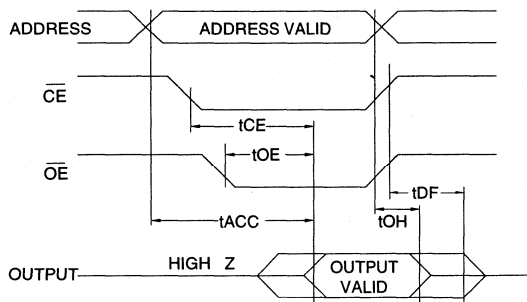 ADDRESS
ADDRESS VALID
CE
tCE
OE
tOE
tDF
tOH
tACC
HIGH Z
OUTPUT
OUTPUT
VALID